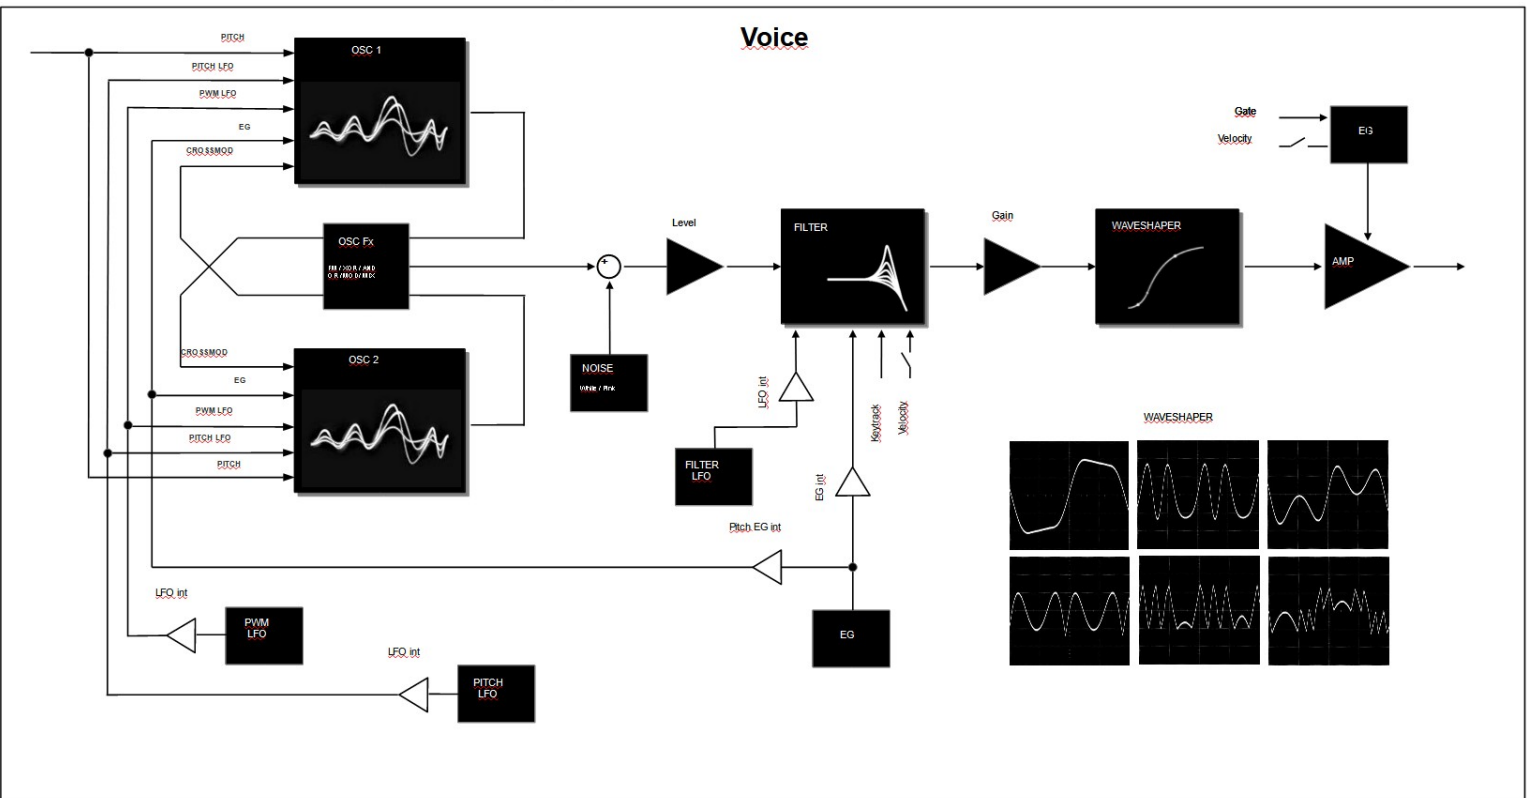 Voice
PITCH
OSC 1
PITCH LFO
PWM LFO
EG
CROSSMOD
OSC Fx
FM / XOR / AND
OR / MOD / MIX
CROSSMOD
OSC 2
EG
PWM LFO
PITCH LFO
PITCH
+
NOISE
White / Pink
Level
FILTER
Gain
WAVESHAPER
Gate
Velocity
EG
AMP
LFO int
FILTER
LFO
EG int
Keytrack
Velocity
Pitch EG int
EG
LFO int
PWM
LFO
LFO int
PITCH
LFO
WAVESHAPER